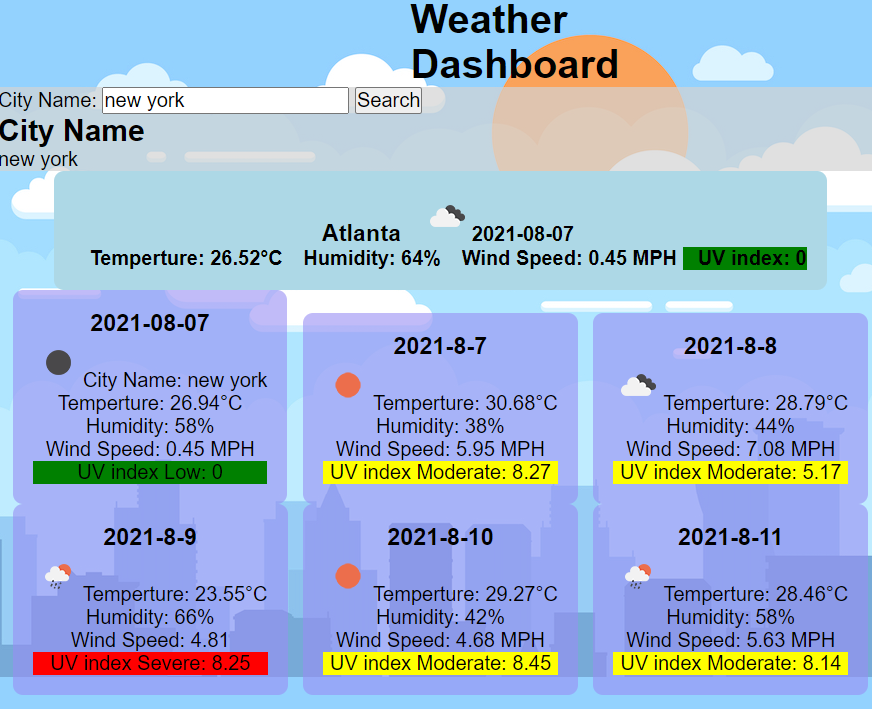 Weather
Dashboard
City Name: new york Search
City Name
new york
Atlanta 2021-08-07
Temperture: 26.52°C Humidity: 64% Wind Speed: 0.45 MPH UV index: 0
2021-08-07
City Name: new york
Temperture: 26.94°C
Humidity: 58%
Wind Speed: 0.45 MPH
UV index Low: 0
2021-8-7
Temperture: 30.68°C
Humidity: 38%
Wind Speed: 5.95 MPH
UV index Moderate: 8.27
2021-8-8
Temperture: 28.79°C
Humidity: 44%
Wind Speed: 7.08 MPH
UV index Moderate: 5.17
2021-8-9
Temperture: 23.55°C
Humidity: 66%
Wind Speed: 4.81
UV index Severe: 8.25
2021-8-10
Temperture: 29.27°C
Humidity: 42%
Wind Speed: 4.68 MPH
UV index Moderate: 8.45
2021-8-11
Temperture: 28.46°C
Humidity: 58%
Wind Speed: 5.63 MPH
UV index Moderate: 8.14